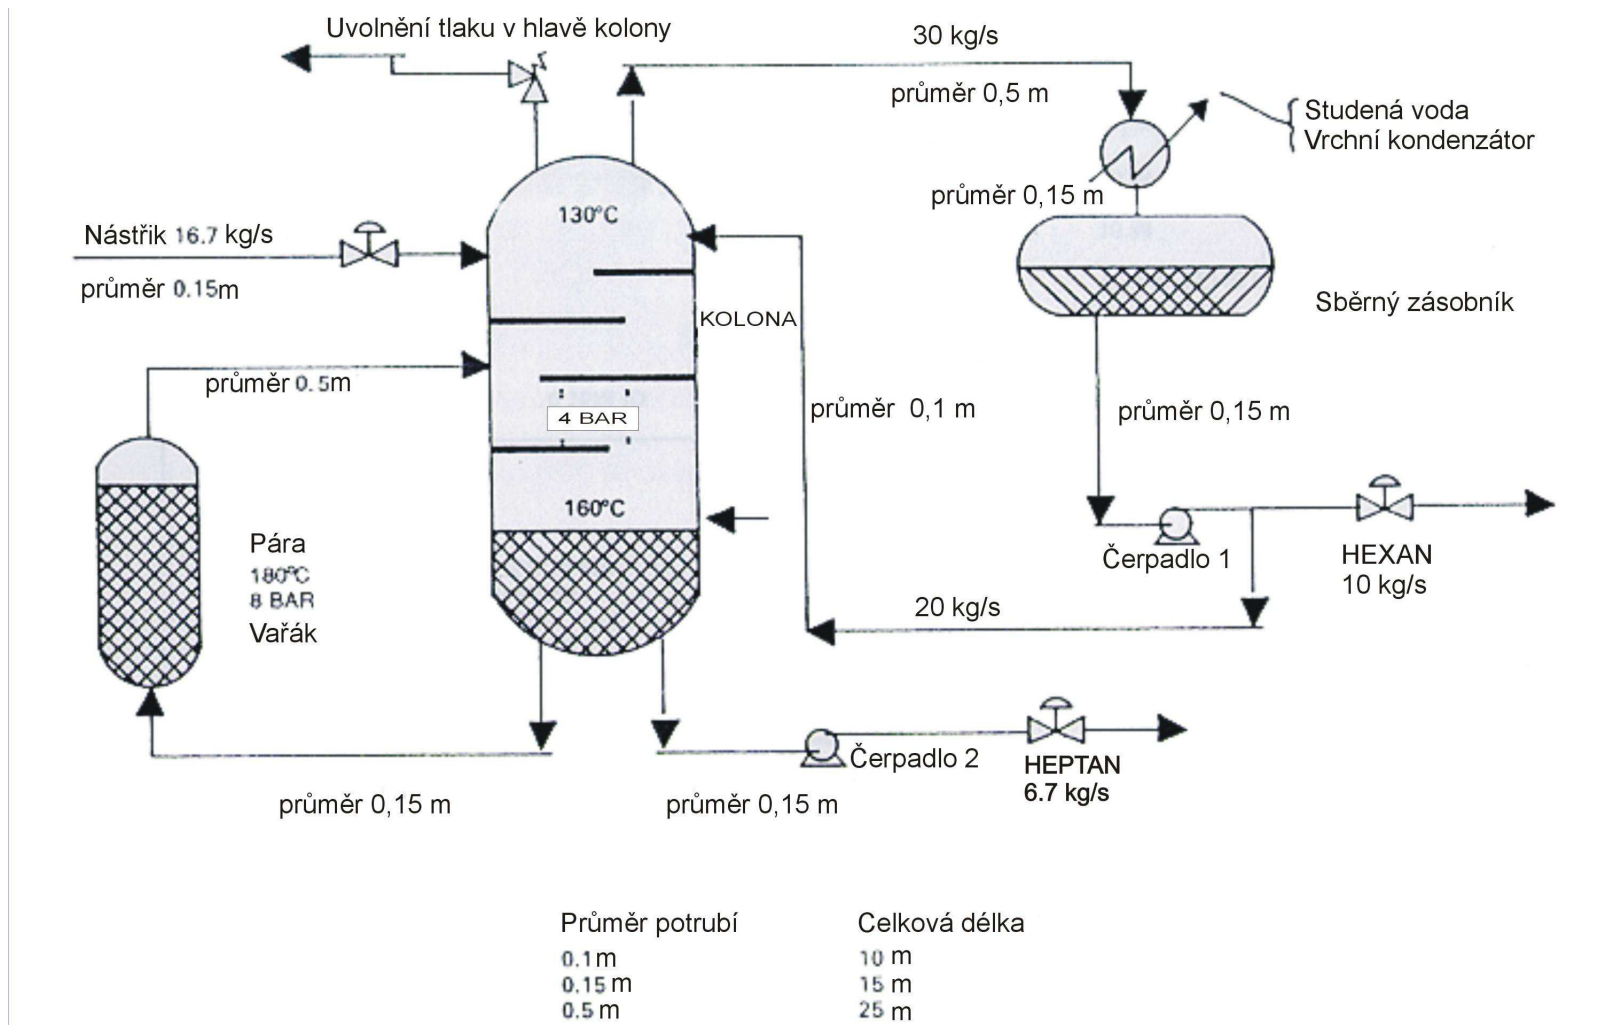 Uvolnění tlaku v hlavě kolony
30 kg/s
průměr 0,5 m
Studená voda
Vrchní kondenzátor
průměr 0,15 m
130°C
Nástřik 16.7 kg/s
průměr 0.15m
Sběrný zásobník
KOLONA
průměr 0.5m
4 BAR
průměr 0,1 m
průměr 0,15 m
160°C
Pára
180°C
8 BAR
Vařák
Čerpadlo 1
HEXAN
10 kg/s
20 kg/s
Čerpadlo 2
HEPTAN
6.7 kg/s
průměr 0,15 m
průměr 0,15 m
Průměr potrubí Celková délka
0.1m 10 m
0.15 m 15 m
0.5 m 25 m